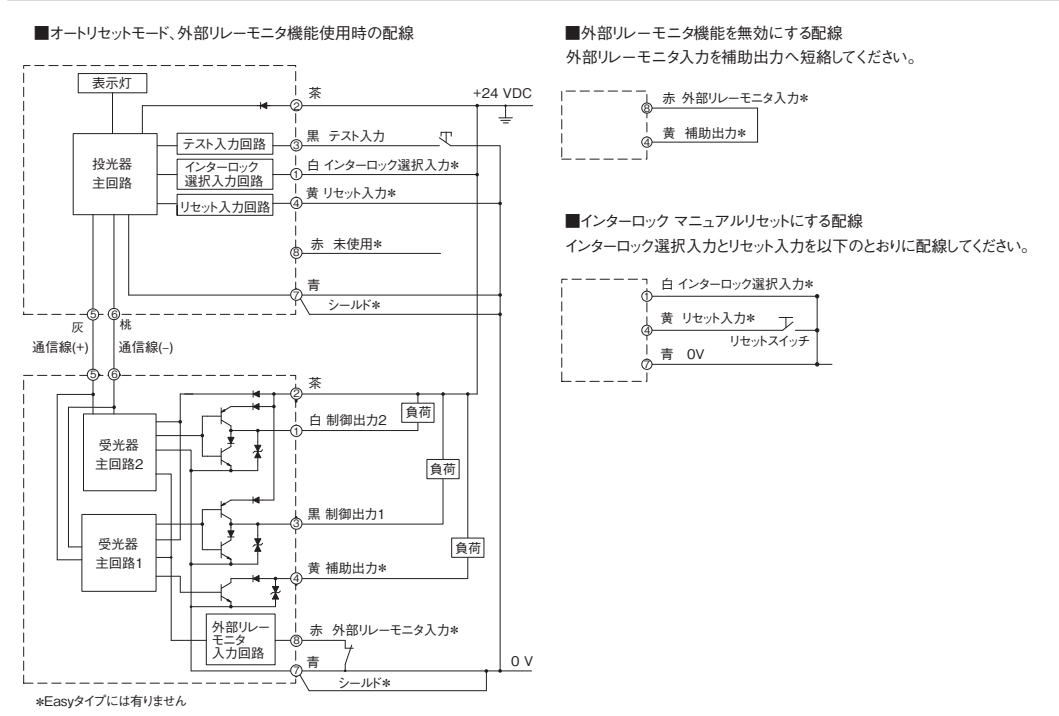 ■オートリセットモード、外部リレーモニタ機能使用時の配線
表示灯
茶
+24 VDC
②
投光器
主回路
テスト入力回路
③
黒 テスト入力
インターロック
選択入力回路
①
白 インターロック選択入力*
リセット入力回路
④
黄 リセット入力*
⑧
赤 未使用*
⑦
青
シールド*
⑤
⑥
灰
桃
通信線(+)
通信線(–)
⑤
⑥
②
茶
受光器
主回路2
①
白 制御出力2
負荷
負荷
受光器
主回路1
③
黒 制御出力1
負荷
④
黄 補助出力*
外部リレー
モニタ
入力回路
⑧
赤 外部リレーモニタ入力*
⑦
青
0 V
シールド*
*Easyタイプには有りません
■外部リレーモニタ機能を無効にする配線
外部リレーモニタ入力を補助出力へ短絡してください。
⑧
赤 外部リレーモニタ入力*
④
黄 補助出力*
■インターロック マニュアルリセットにする配線
インターロック選択入力とリセット入力を以下のとおりに配線してください。
①
白 インターロック選択入力*
④
黄 リセット入力*
リセットスイッチ
⑦
青 0V